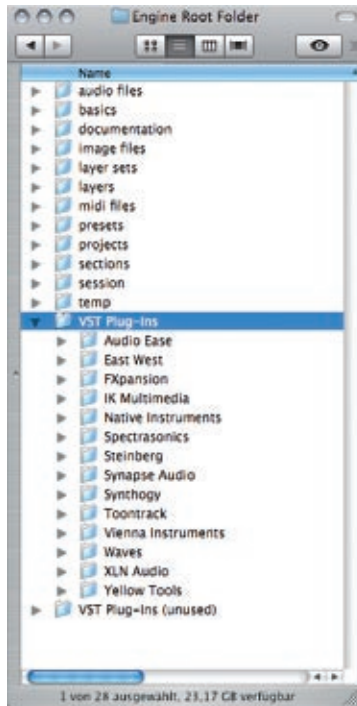 Engine Root Folder
Name
audio files
basics
documentation
image files
layer sets
layers
midi files
presets
projects
sections
session
temp
VST Plug-Ins
Audio Ease
East West
FXpansion
IK Multimedia
Native Instruments
Spectrasonics
Steinberg
Synapse Audio
Synthogy
Toontrack
Vienna Instruments
Waves
XLN Audio
Yellow Tools
VST Plug-Ins (unused)
1 von 28 ausgewählt, 23,17 GB verfügbar